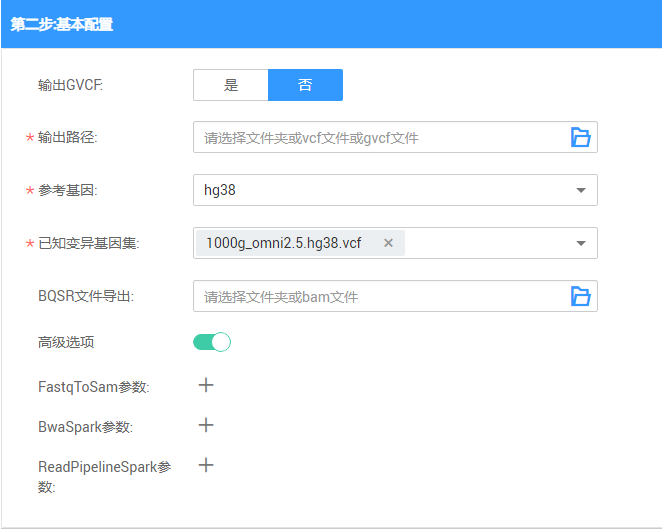 第二步:基本配置
输出GVCF: 是 否
* 输出路径: 请选择文件夹或vcf文件或gvcf文件
* 参考基因: hg38
* 已知变异基因集: 1000g_omni2.5.hg38.vcf ×
BQSR文件导出: 请选择文件夹或bam文件
高级选项
FastqToSam参数: +
BwaSpark参数: +
ReadPipelineSpark参 +
数: